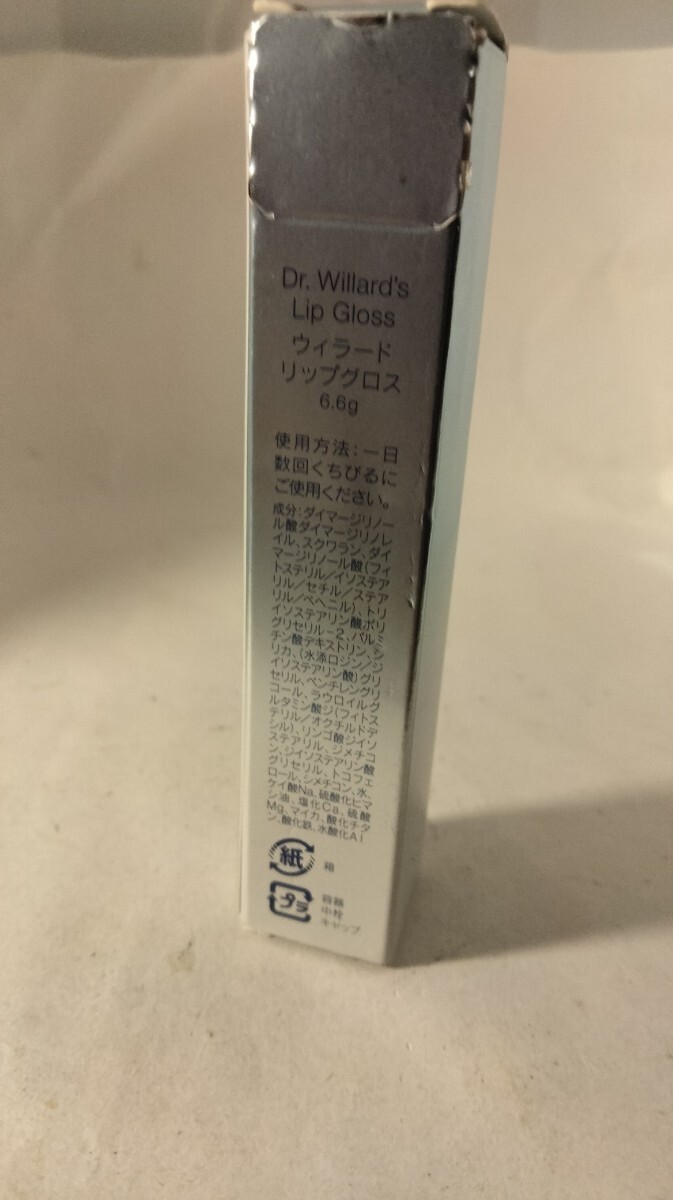 Dr. Willard's
Lip Gloss
ウィラード
リップグロス
6.6g
使用方法:一日
数回くちびるに
ご使用ください。
成分:ダイマージリノー
ル酸ダイマージリノレ
イル、スクワラン、ダイ
マージリノール酸(フィ
トステリル/イソステア
リル/セチル/ステア
リル/ベヘニル)、トリ
イソステアリン酸ポリ
グリセリル-2、パルミ
チン酸デキストリン、シ
リカ、(水添ロジン/ジ
イソステアリン酸)グリ
セリル、ペンチレングリ
コール、ラウロイルグ
ルタミン酸ジ(フィトス
テリル/オクチルドデ
シル)、リンゴ酸ジイソ
ステアリル、ジメチコ
ン、ジイソステアリン酸
グリセリル、トコフェ
ロール、シメチコン、水、
ケイ酸Na、硫酸化ヒマ
シ油、塩化Ca、硫酸
Mg、マイカ、酸化チタ
ン、酸化鉄、水酸化Al
紙 箱
プラ 容器
中栓
キャップ